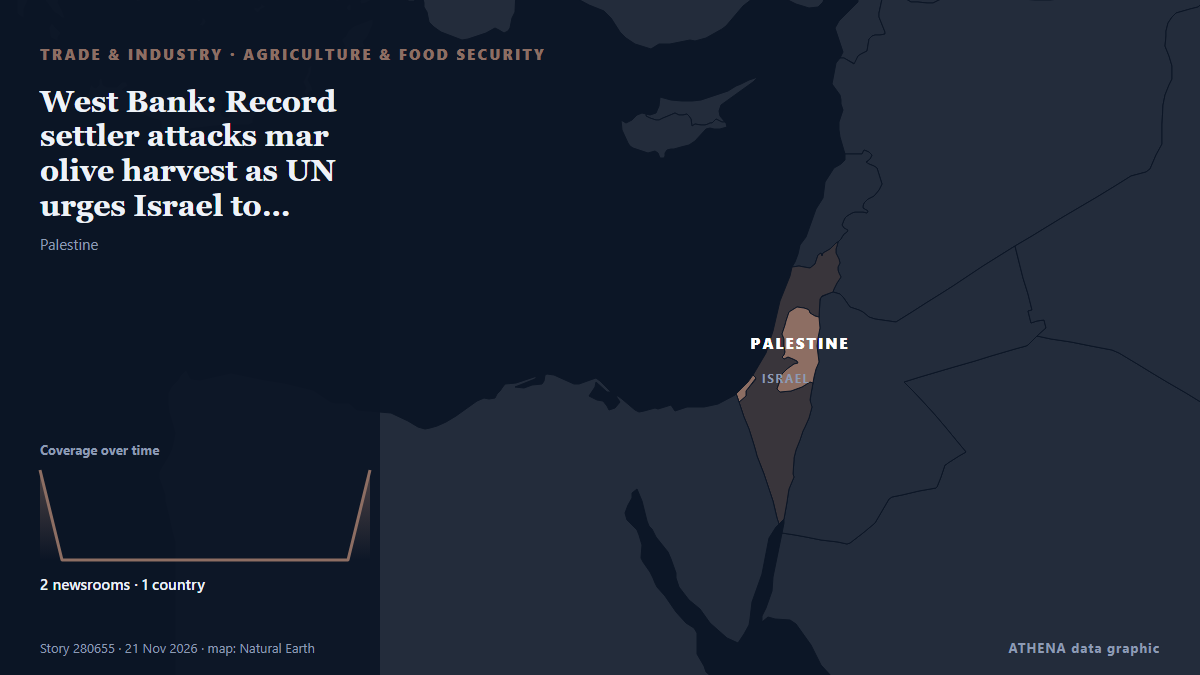 TRADE & INDUSTRY · AGRICULTURE & FOOD SECURITY
West Bank: Record
settler attacks mar
olive harvest as UN
urges Israel to...
Palestine
PALESTINE
ISRAEL
Coverage over time
2 newsrooms · 1 country
Story 280655 · 21 Nov 2026 · map: Natural Earth
ATHENA data graphic